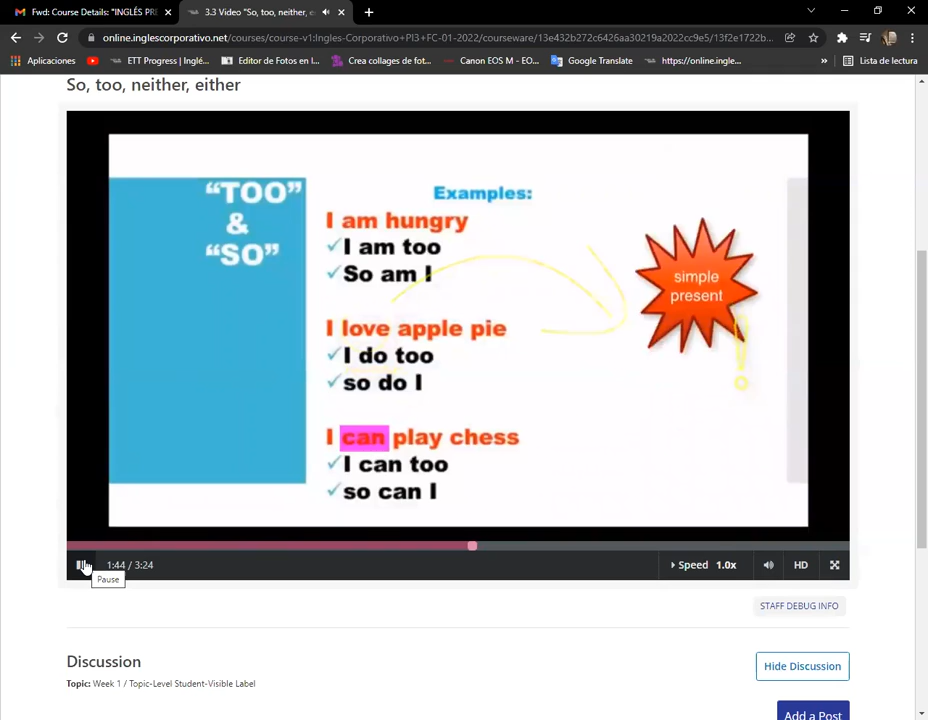 Fwd: Course Details: "INGLÉS PRE
3.3 Video "So, too, neither, e
online.inglescorporativo.net/courses/course-v1:Ingles-Corporativo+PI3+FC-01-2022/courseware/13e432b272c6426aa30219a2022cc9e5/13f2e1722b...
Aplicaciones
ETT Progress | Inglé...
Editor de Fotos en l...
Crea collages de fot...
Canon EOS M - EO...
Google Translate
https://online.ingle...
»
Lista de lectura
So, too, neither, either
"TOO"
&
"SO"
Examples:
I am hungry
I am too
So am I
I love apple pie
I do too
so do I
I can play chess
I can too
so can I
simple
present
1:44 / 3:24
Pause
Speed 1.0x
HD
STAFF DEBUG INFO
Discussion
Hide Discussion
Topic: Week 1 / Topic-Level Student-Visible Label
Add a Post